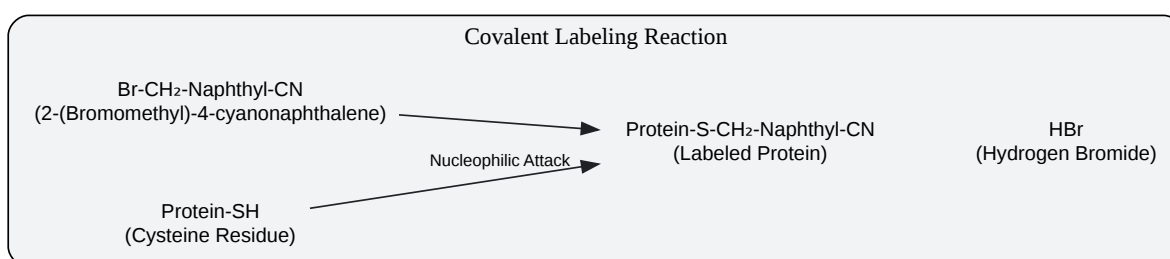 Covalent Labeling Reaction
Br-CH₂-Naphthyl-CN
(2-(Bromomethyl)-4-cyanonaphthalene)
Protein-S-CH₂-Naphthyl-CN
(Labeled Protein)
HBr
(Hydrogen Bromide)
Nucleophilic Attack
Protein-SH
(Cysteine Residue)